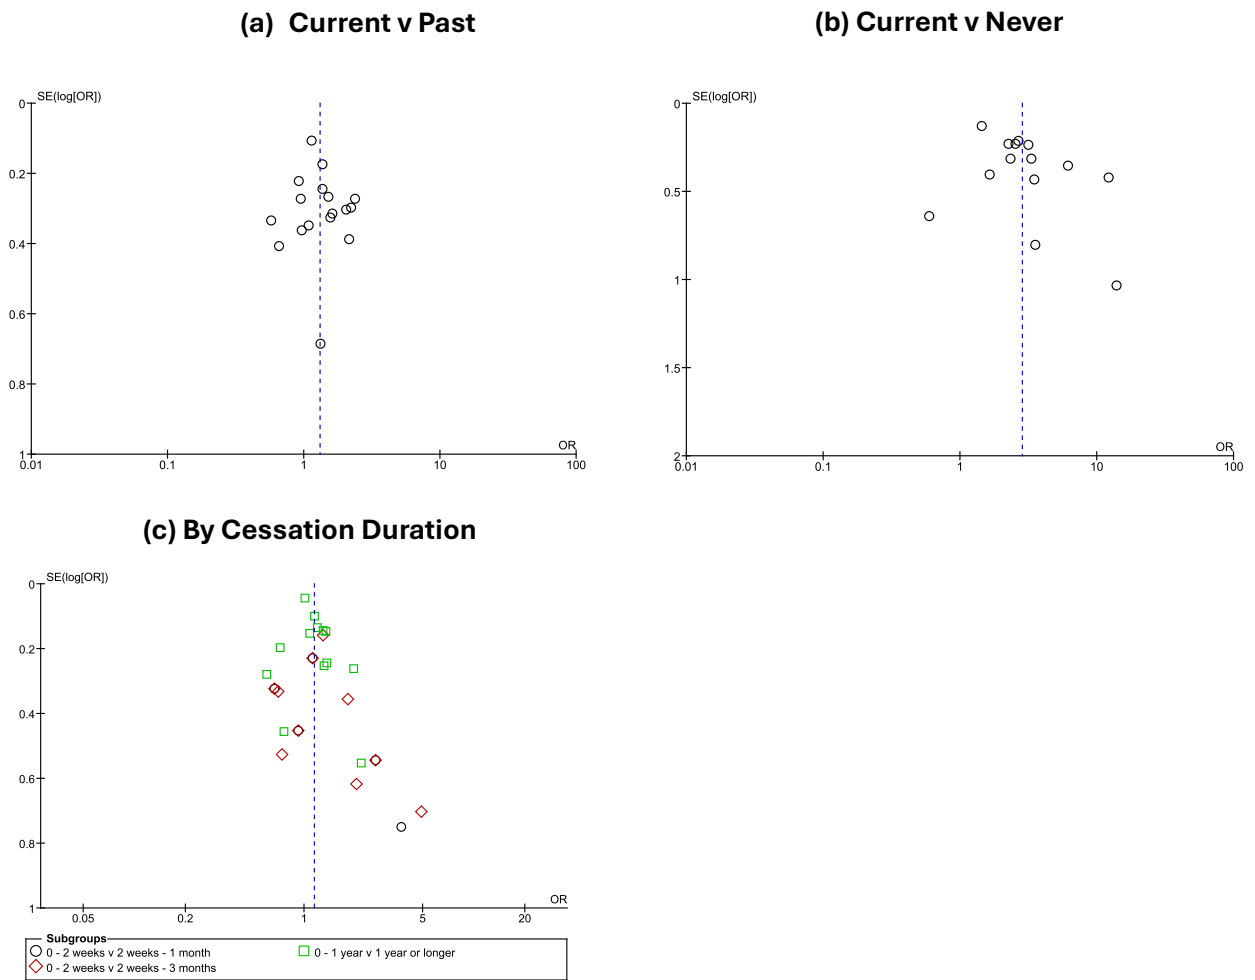 (a) Current v Past
(b) Current v Never
SE(log[OR])
0
0.2
0.4
0.6
0.8
1
OR
0.01
0.1
1
10
100
SE(log[OR])
0
0.5
1
1.5
2
OR
0.01
0.1
1
10
100
(c) By Cessation Duration
SE(log[OR])
0
0.2
0.4
0.6
0.8
1
OR
0.05
0.2
1
5
20
Subgroups
0 - 2 weeks v 2 weeks - 1 month
0 - 1 year v 1 year or longer
0 - 2 weeks v 2 weeks - 3 months